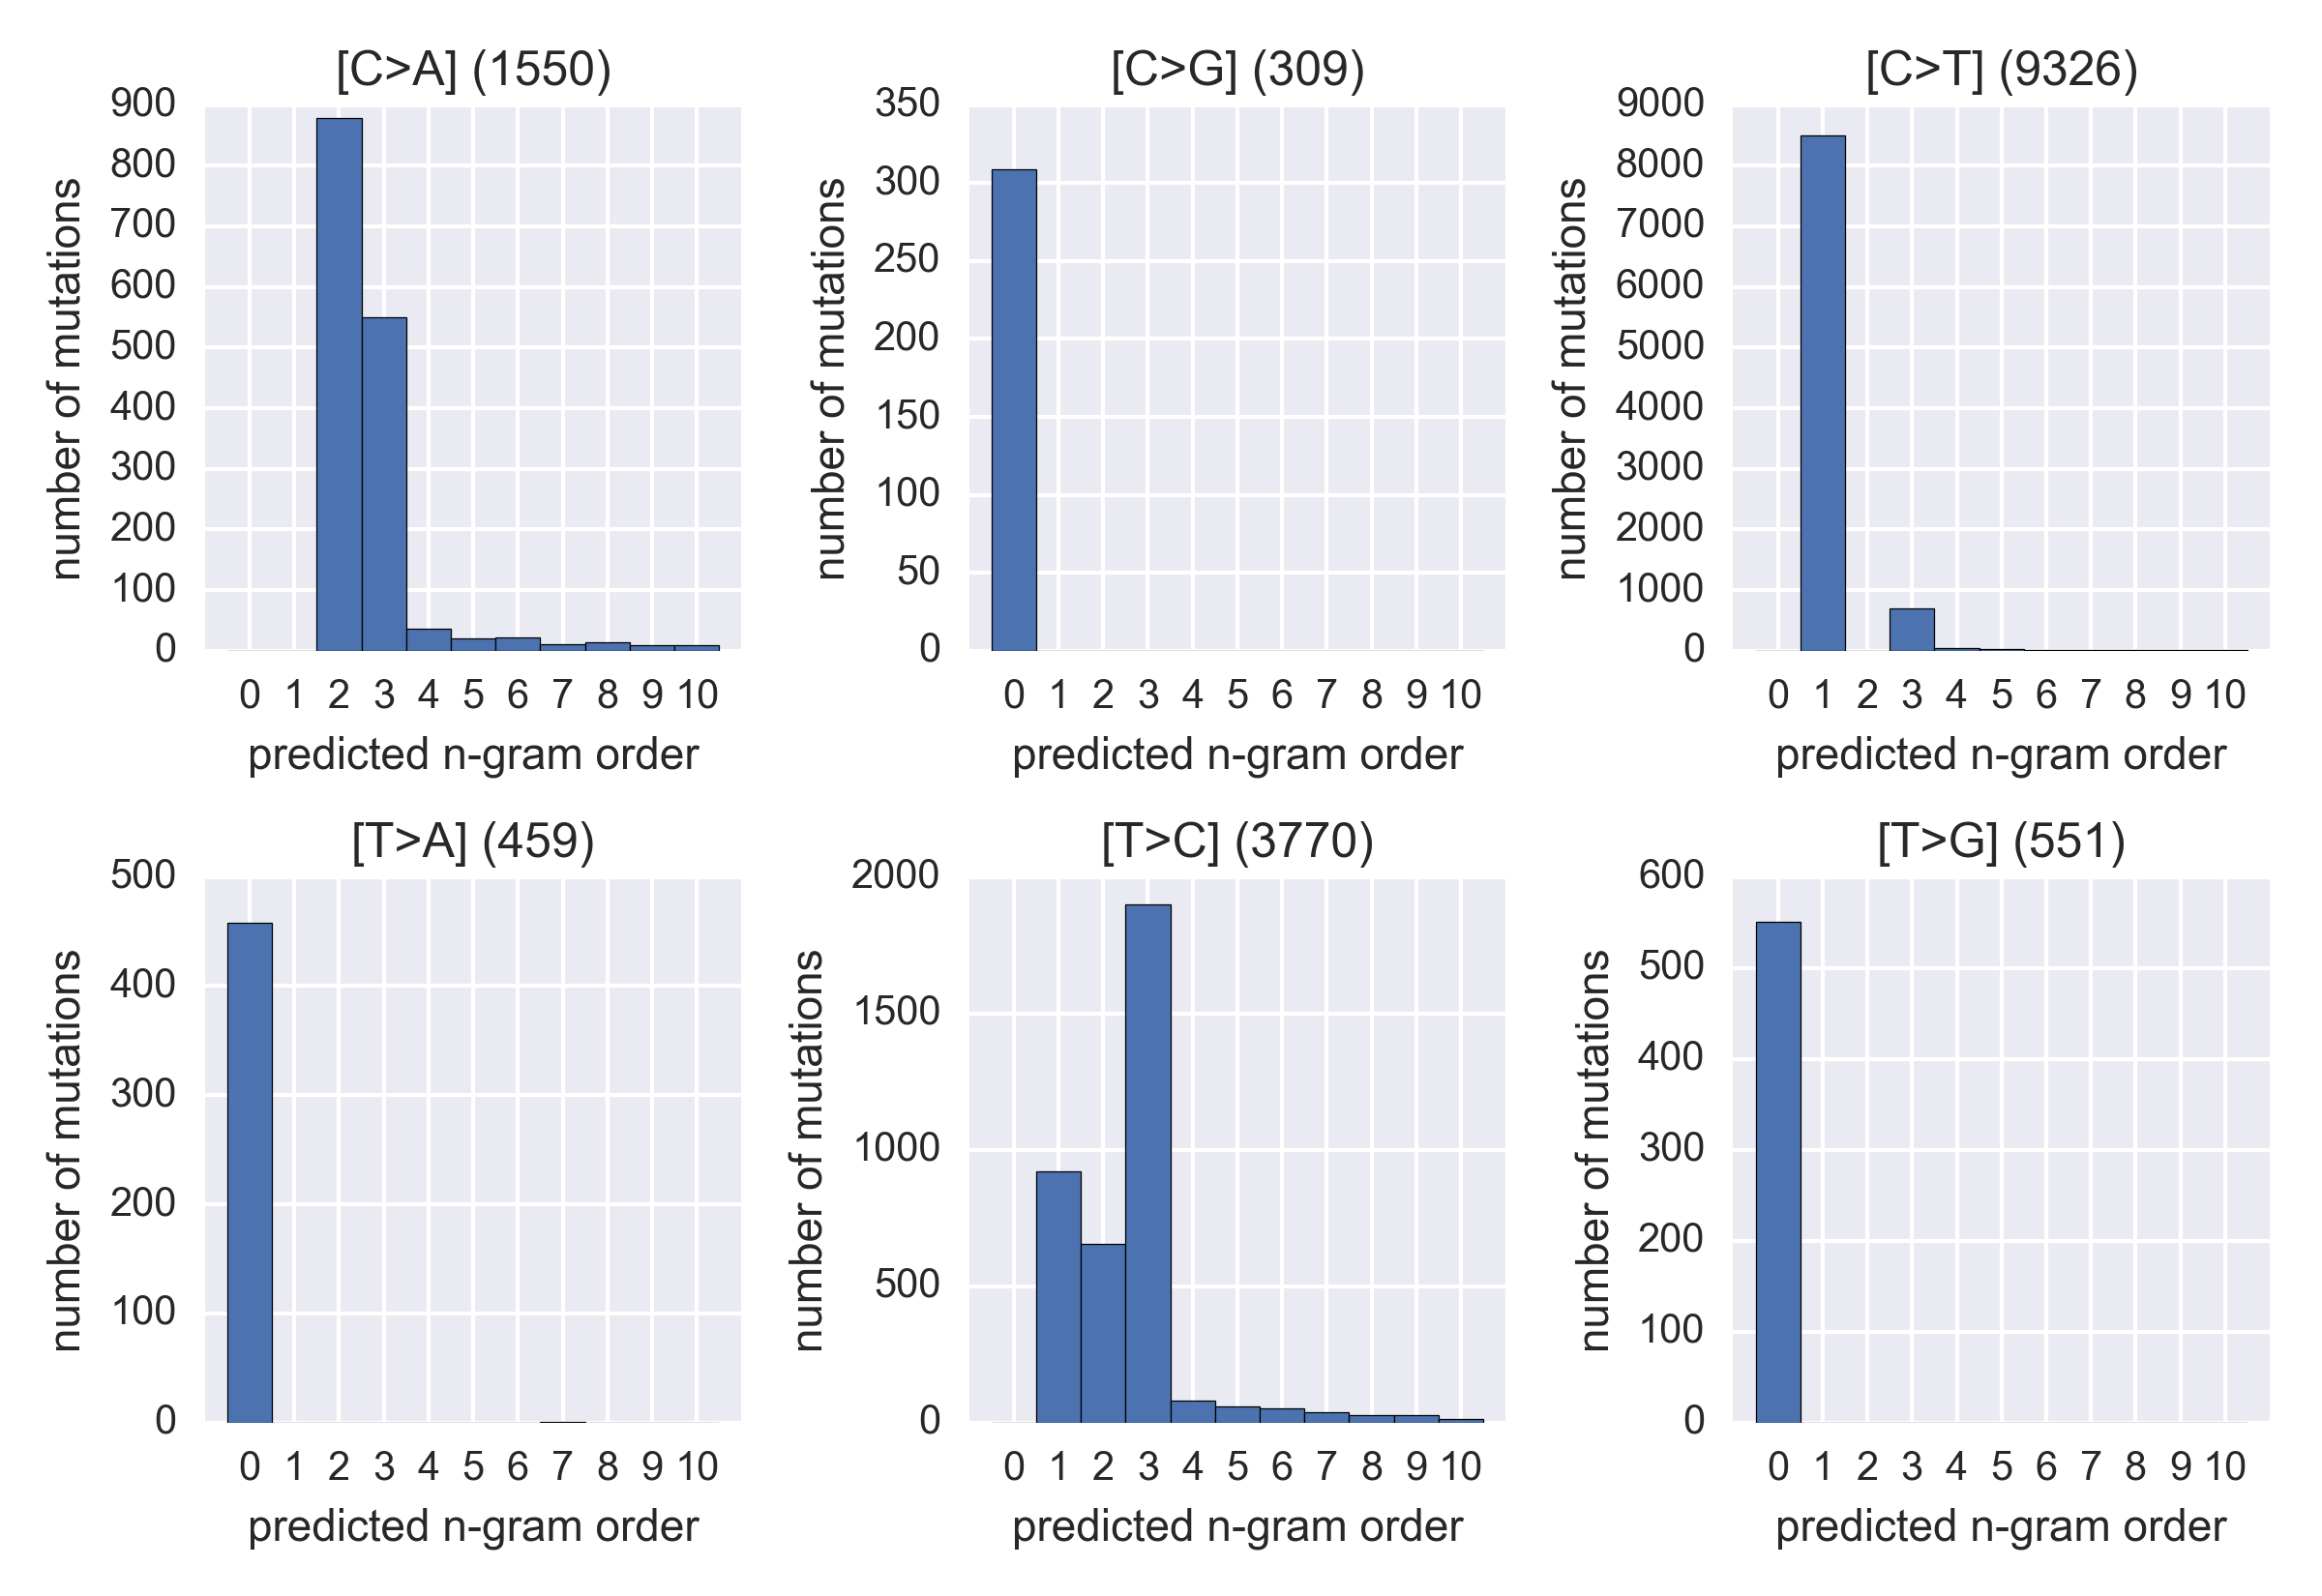 [C>A] (1550)
number of mutations
900
800
700
600
500
400
300
200
100
0
0 1 2 3 4 5 6 7 8 9 10
predicted n-gram order
[C>G] (309)
number of mutations
350
300
250
200
150
100
50
0
0 1 2 3 4 5 6 7 8 9 10
predicted n-gram order
[C>T] (9326)
number of mutations
9000
8000
7000
6000
5000
4000
3000
2000
1000
0
0 1 2 3 4 5 6 7 8 9 10
predicted n-gram order
[T>A] (459)
number of mutations
500
400
300
200
100
0
0 1 2 3 4 5 6 7 8 9 10
predicted n-gram order
[T>C] (3770)
number of mutations
2000
1500
1000
500
0
0 1 2 3 4 5 6 7 8 9 10
predicted n-gram order
[T>G] (551)
number of mutations
600
500
400
300
200
100
0
0 1 2 3 4 5 6 7 8 9 10
predicted n-gram order